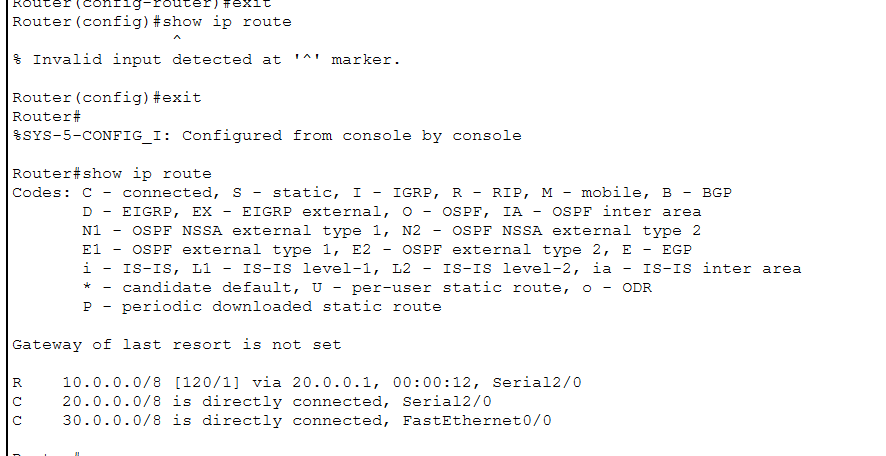 Router(config-router)#exit
Router(config)#show ip route
^
% Invalid input detected at '^' marker.
Router(config)#exit
Router#
%SYS-5-CONFIG_I: Configured from console by console
Router#show ip route
Codes: C - connected, S - static, I - IGRP, R - RIP, M - mobile, B - BGP
D - EIGRP, EX - EIGRP external, O - OSPF, IA - OSPF inter area
N1 - OSPF NSSA external type 1, N2 - OSPF NSSA external type 2
E1 - OSPF external type 1, E2 - OSPF external type 2, E - EGP
i - IS-IS, L1 - IS-IS level-1, L2 - IS-IS level-2, ia - IS-IS inter area
* - candidate default, U - per-user static route, o - ODR
P - periodic downloaded static route
Gateway of last resort is not set
R 10.0.0.0/8 [120/1] via 20.0.0.1, 00:00:12, Serial2/0
C 20.0.0.0/8 is directly connected, Serial2/0
C 30.0.0.0/8 is directly connected, FastEthernet0/0